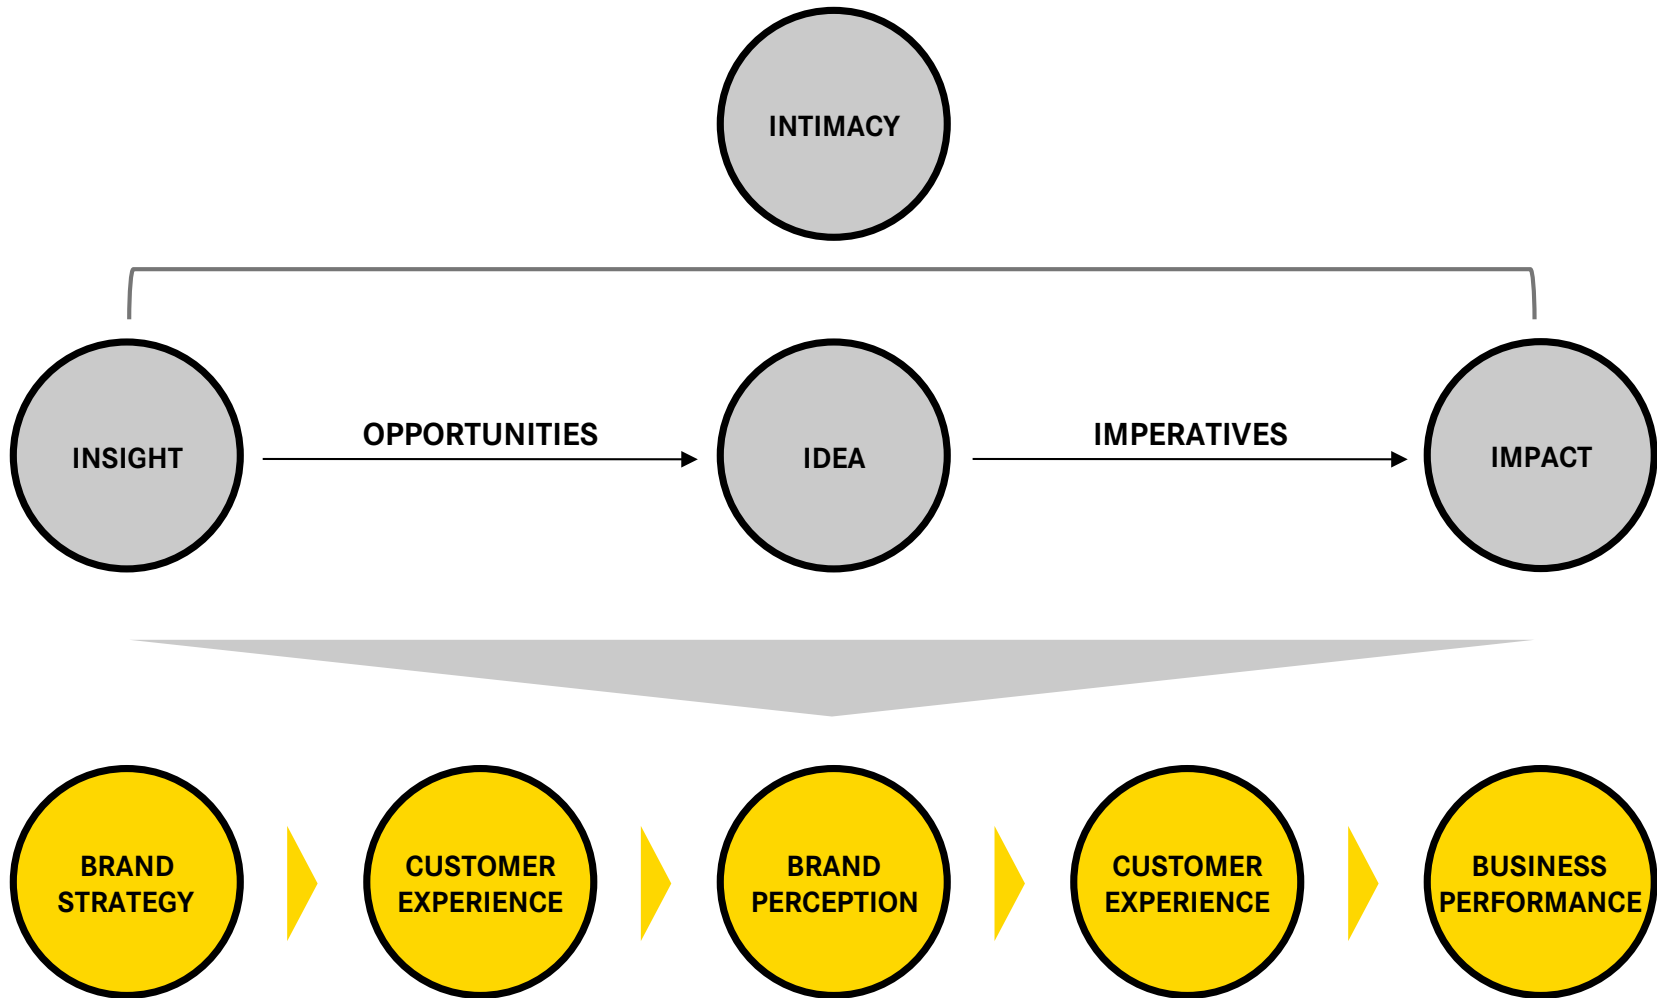 INTIMACY
INSIGHT
OPPORTUNITIES
IDEA
IMPERATIVES
IMPACT
BRAND
STRATEGY
CUSTOMER
EXPERIENCE
BRAND
PERCEPTION
CUSTOMER
EXPERIENCE
BUSINESS
PERFORMANCE